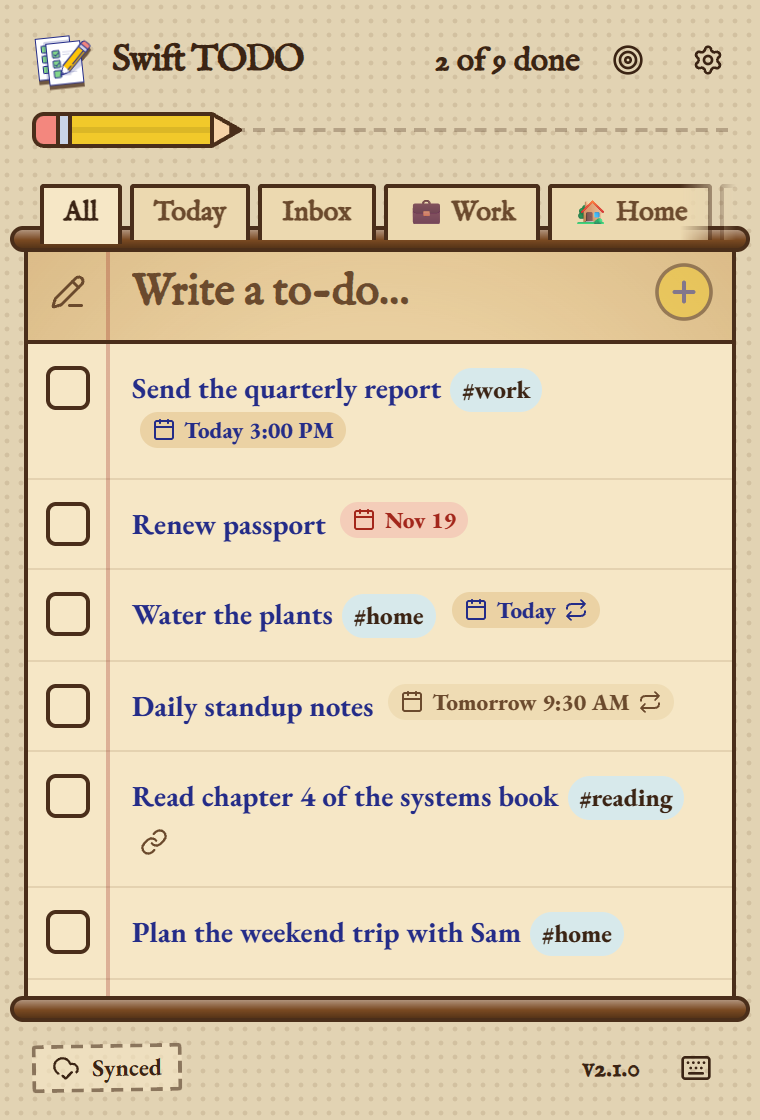 Swift TODO
2 of 9 done
All Today Inbox Work Home
Write a to-do...
Send the quarterly report #work
Today 3:00 PM
Renew passport Nov 19
Water the plants #home Today
Daily standup notes Tomorrow 9:30 AM
Read chapter 4 of the systems book #reading
Plan the weekend trip with Sam #home
Synced
V2.1.0